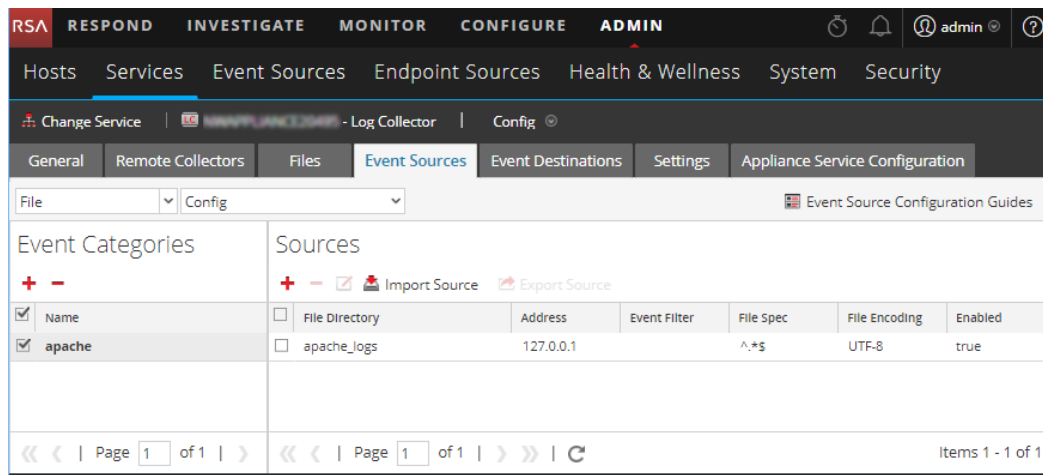 RSA RESPOND INVESTIGATE MONITOR CONFIGURE ADMIN admin
Hosts Services Event Sources Endpoint Sources Health & Wellness System Security
Change Service | LC - Log Collector | Config
General Remote Collectors Files Event Sources Event Destinations Settings Appliance Service Configuration
File Config Event Source Configuration Guides
Event Categories Sources
Import Source Export Source
Name File Directory Address Event Filter File Spec File Encoding Enabled
apache apache_logs 127.0.0.1 ^.*$ UTF-8 true
Page 1 of 1 Page 1 of 1 Items 1 - 1 of 1